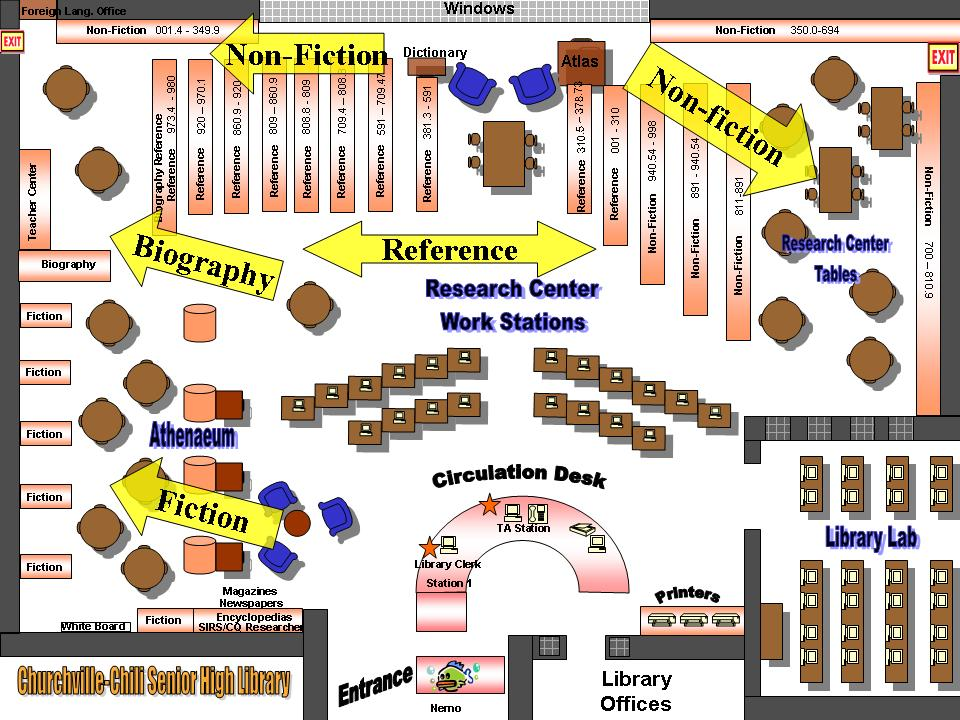 Foreign Lang. Office
Windows
EXIT
Non-Fiction 001.4 - 349.9
Non-Fiction 350.0-694
EXIT
Non-Fiction
Dictionary
Atlas
Non-fiction
Biography Reference
Reference 973.4 - 980
Reference 920 – 970.1
Reference 860.9 - 920
Reference 809 – 860.9
Reference 808.8 - 809
Reference 709.4 – 808.
Reference 591 – 709.47
Reference 381.3 - 591
Reference 310.5 – 378.73
Reference 001 - 310
Non-Fiction 940.54 - 998
Non-Fiction 891 - 940.54
Non-Fiction 811-891
Non-Fiction 700 – 810.9
Teacher Center
Biography
Biography
Reference
Research Center
Tables
Research Center
Work Stations
Fiction
Fiction
Fiction
Athenaeum
Fiction
Fiction
Fiction
Circulation Desk
TA Station
Library Clerk
Station 1
Library Lab
Magazines
Newspapers
Printers
White Board
Fiction
Encyclopedias
SIRS/CQ Researcher
Churchville-Chili Senior High Library
Entrance
Nemo
Library
Offices